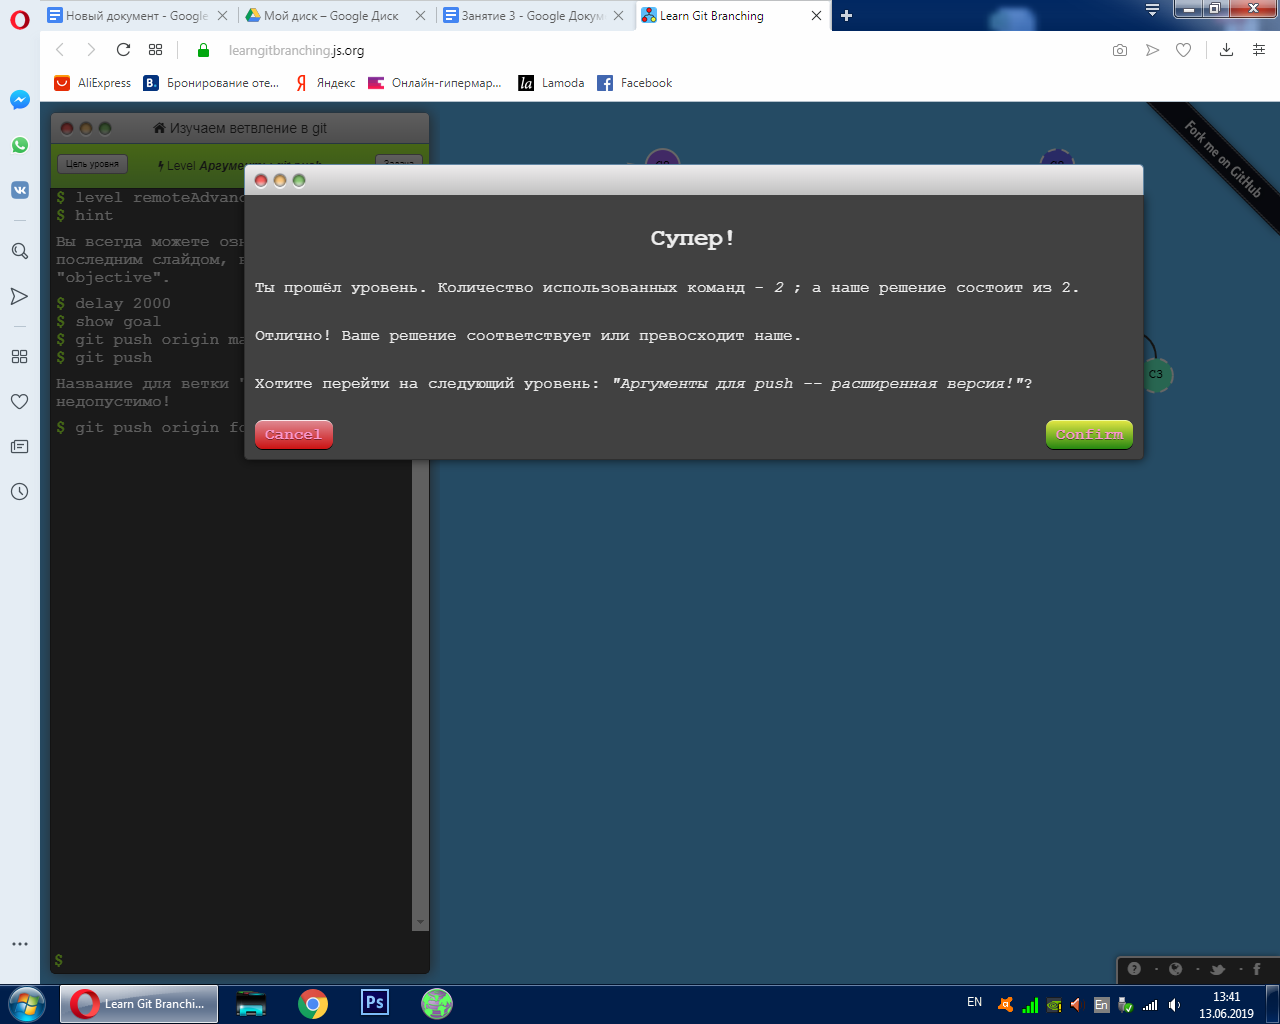 Новый документ - Google
Мой диск – Google Диск
Занятие 3 - Google Докум
Learn Git Branching
learngitbranching.js.org
AliExpress
B.
Бронирование оте...
Я
Яндекс
Онлайн-гипермар...
la
Lamoda
Facebook
Изучаем ветвление в git
Цель уровня
Level
$ level remoteAdvanc
$ hint
Вы всегда можете озн
последним слайдом, в
"objective".
$ delay 2000
$ show goal
$ git push origin ma
$ git push
Название для ветки "
недопустимо!
$ git push origin fo
$
Fork me on GitHub
C3
Супер!
Ты прошёл уровень. Количество использованных команд - 2 ; а наше решение состоит из 2.
Отлично! Ваше решение соответствует или превосходит наше.
Хотите перейти на следующий уровень: "Аргументы для push -- расширенная версия!"?
Cancel
Confirm
Learn Git Branchi...
Ps
EN
En
13:41
13.06.2019